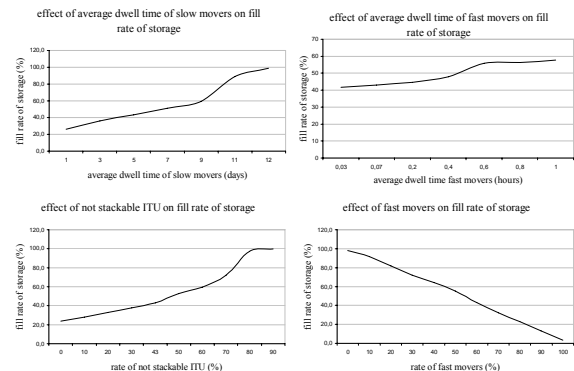 effect of average dwell time of slow movers on fill
rate of storage
fill rate of storage (%)
120,0
100,0
80,0
60,0
40,0
20,0
0,0
1 3 5 7 9 11 12
average dwell time of slow movers (days)
effect of average dwell time fast movers on fill
rate of storage
fill rate of storage (%)
70
60
50
40
30
20
10
0
0,03 0,07 0,2 0,4 0,6 0,8 1
average dwell time fast movers (hours)
effect of not stackable ITU on fill rate of storage
fill rate of storage (%)
120,0
100,0
80,0
60,0
40,0
20,0
0,0
0 10 20 30 43 50 60 70 80 90
rate of not stackable ITU (%)
effect of fast movers on fill rate of storage
fill rate of storage (%)
120,0
100,0
80,0
60,0
40,0
20,0
0,0
0 10 20 30 40 50 60 70 80 90 100
rate of fast movers (%)